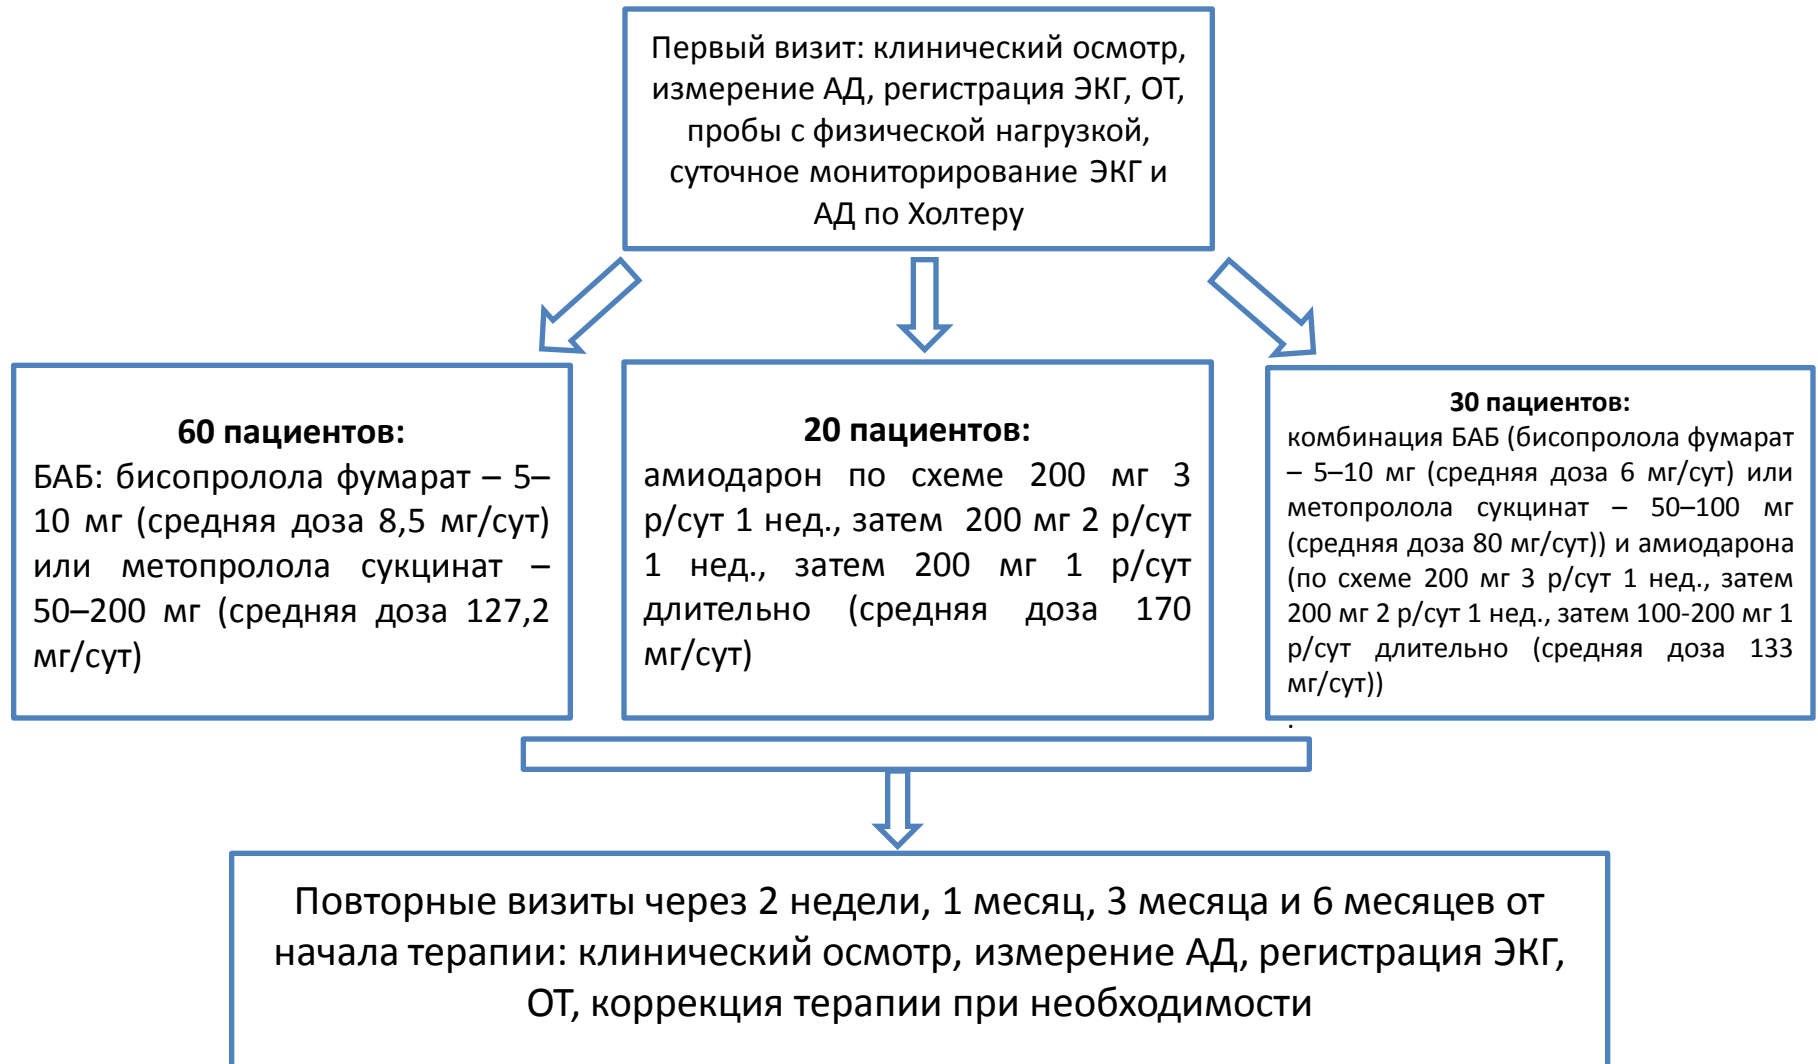 Первый визит: клинический осмотр,
измерение АД, регистрация ЭКГ, ОТ,
пробы с физической нагрузкой,
суточное мониторирование ЭКГ и
АД по Холтеру
60 пациентов:
БАБ: бисопролола фумарат – 5–
10 мг (средняя доза 8,5 мг/сут)
или метопролола сукцинат –
50–200 мг (средняя доза 127,2
мг/сут)
20 пациентов:
амиодарон по схеме 200 мг 3
р/сут 1 нед., затем 200 мг 2 р/сут
1 нед., затем 200 мг 1 р/сут
длительно (средняя доза 170
мг/сут)
30 пациентов:
комбинация БАБ (бисопролола фумарат
– 5–10 мг (средняя доза 6 мг/сут) или
метопролола сукцинат – 50–100 мг
(средняя доза 80 мг/сут)) и амиодарона
(по схеме 200 мг 3 р/сут 1 нед., затем
200 мг 2 р/сут 1 нед., затем 100-200 мг 1
р/сут длительно (средняя доза 133
мг/сут))
.
Повторные визиты через 2 недели, 1 месяц, 3 месяца и 6 месяцев от
начала терапии: клинический осмотр, измерение АД, регистрация ЭКГ,
ОТ, коррекция терапии при необходимости